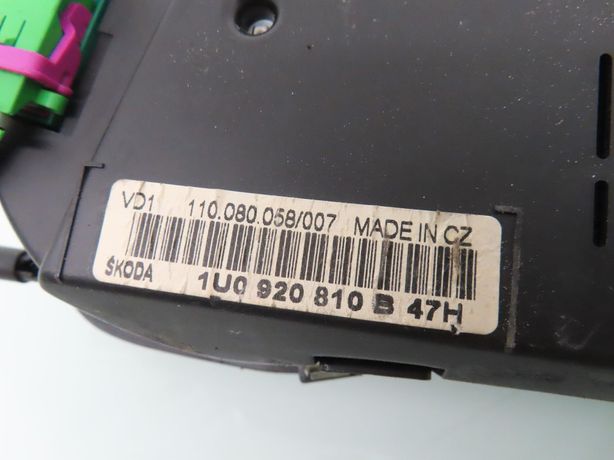 VD1 110.080.058/007 MADE IN CZ
ŠKODA 1U0 920 810 B 47H